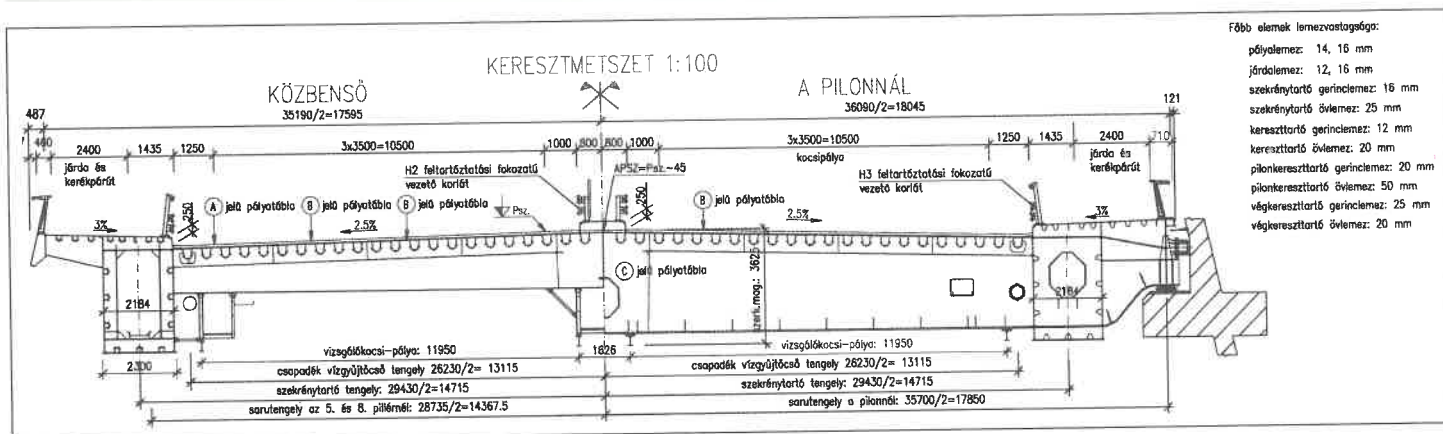 KERESZTMETSZET 1:100
KÖZBENSŐ
35190/2=17595
A PILONNÁL
36090/2=18045
487
121
460
2400
1435
1250
3x3500=10500
1000
800
800
1000
3x3500=10500
1250
1435
2400
710
járda és
kerékpárút
kocsipálya
járda és
kerékpárút
H2 feltartóztatási fokozatú
vezető korlát
APSZ=Psz.-45
H3 feltartóztatási fokozatú
vezető korlát
3%
250
A jelű pályatábla
B jelű pályatábla
B jelű pályatábla
Psz.
250
B jelű pályatábla
2.5%
2.5%
3%
C jelű pályatábla
szerk.mag.: 3625
2164
2164
2300
vizsgálókocsi-pálya: 11950
1626
vizsgálókocsi-pálya: 11950
csapadék vízgyűjtőcső tengely 26230/2= 13115
csapadék vízgyűjtőcső tengely 26230/2= 13115
szekrénytartó tengely: 29430/2=14715
szekrénytartó tengely: 29430/2=14715
sarutengely az 5. és 8. pillérnél: 28735/2=14367.5
sarutengely a pilonnál: 35700/2=17850
Főbb elemek lemezvastagsága:
pályalemez: 14, 16 mm
járdalemez: 12, 16 mm
szekrénytartó gerinclemez: 16 mm
szekrénytartó övlemez: 25 mm
kereszttartó gerinclemez: 12 mm
kereszttartó övlemez: 20 mm
pilonkereszttartó gerinclemez: 20 mm
pilonkereszttartó övlemez: 50 mm
végkereszttartó gerinclemez: 25 mm
végkereszttartó övlemez: 20 mm